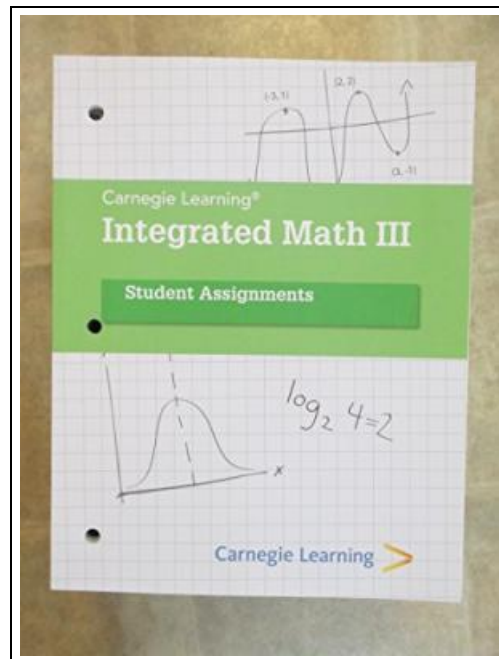 (-3,1)
(2,2)
(3,-1)
Carnegie Learning®
Integrated Math III
Student Assignments
log₂ 4=2
x
Carnegie Learning